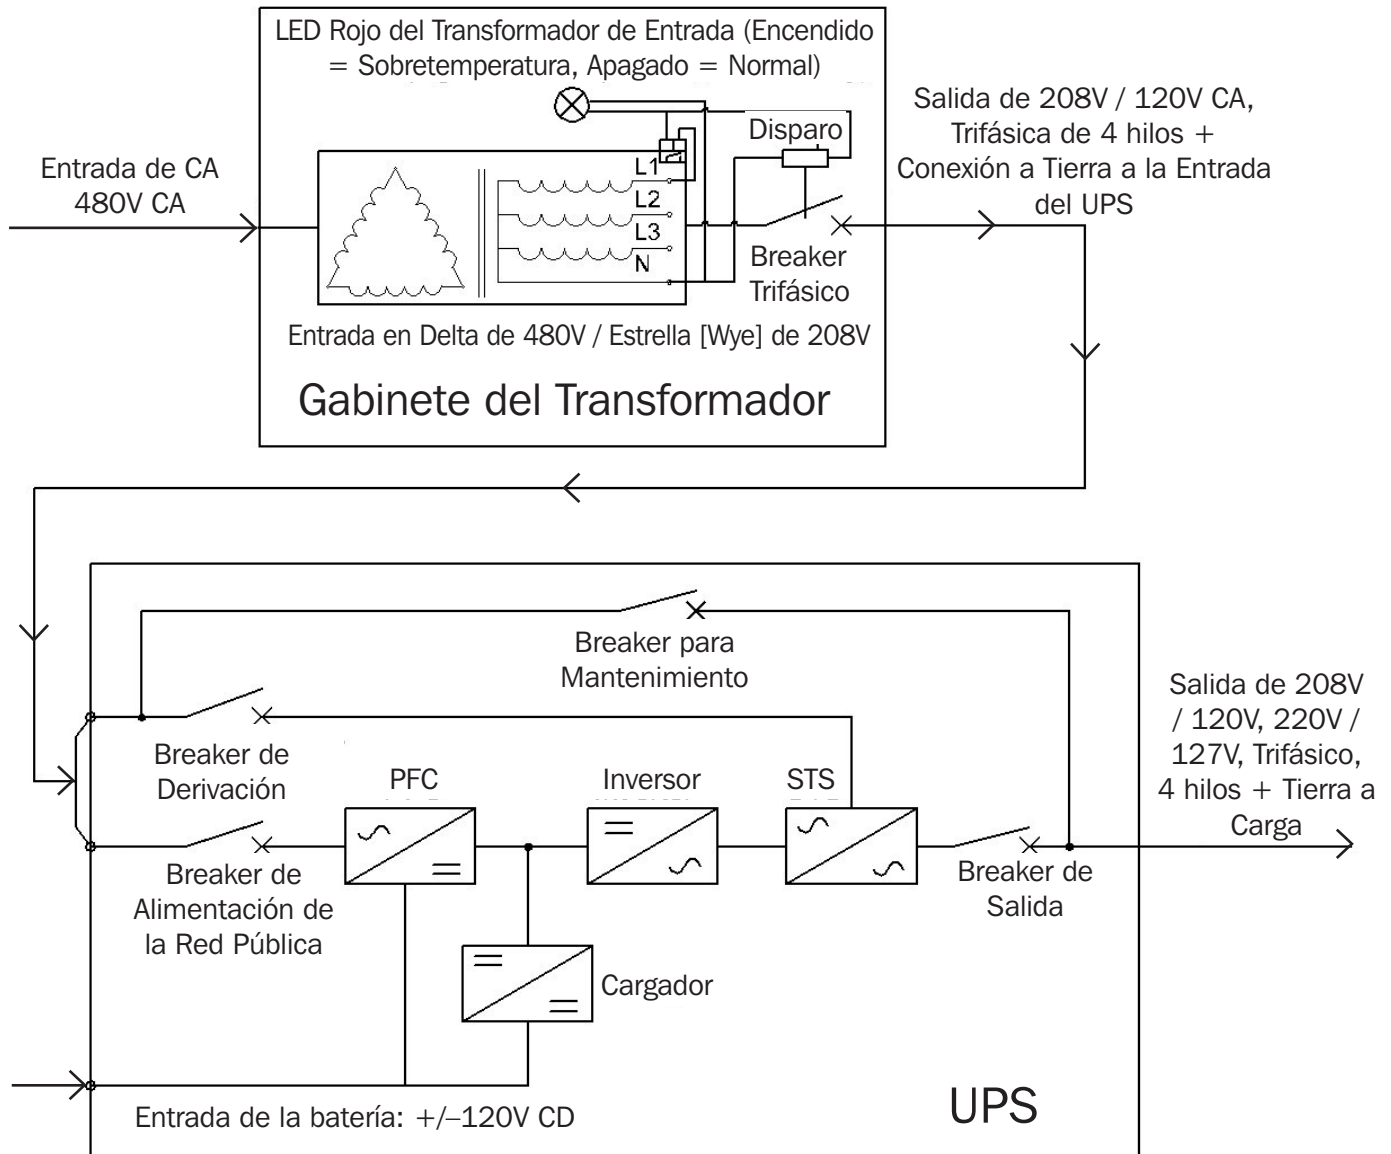 LED Rojo del Transformador de Entrada (Encendido
= Sobretemperatura, Apagado = Normal)
Salida de 208V / 120V CA,
Trifásica de 4 hilos +
Conexión a Tierra a la Entrada
del UPS
Disparo
Entrada de CA
480V CA
L1
L2
L3
N
Breaker
Trifásico
Entrada en Delta de 480V / Estrella [Wye] de 208V
Gabinete del Transformador
Breaker para
Mantenimiento
Salida de 208V
/ 120V, 220V /
127V, Trifásico,
4 hilos + Tierra a
Carga
Breaker de
Derivación
PFC
Inversor
STS
Breaker de
Alimentación de
la Red Pública
Breaker de
Salida
Cargador
Entrada de la batería: +/–120V CD
UPS